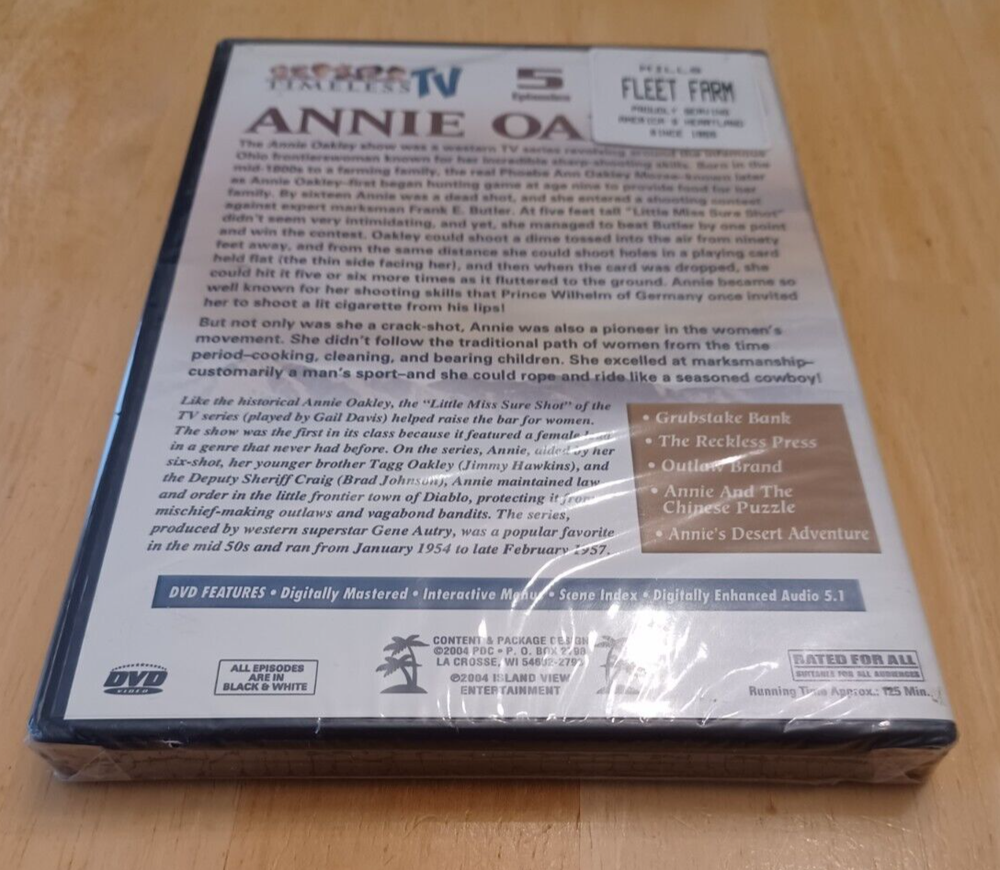 TIMELESS TV
5
Episodes
MILLS
FLEET FARM
PROUDLY SERVING
AMERICA'S HEARTLAND
SINCE 1955
ANNIE OA
The Annie Oakley show was a western TV series revolving around the infamous
Ohio frontierswoman known for her incredible sharp-shooting skills. Born in the
mid-1800s to a farming family, the real Phoebe Ann Oakley Moses–known later
as Annie Oakley–first began hunting game at age nine to provide food for her
family. By sixteen Annie was a dead shot, and she entered a shooting contest
against expert marksman Frank E. Butler. At five feet tall "Little Miss Sure Shot"
didn't seem very intimidating, and yet, she managed to beat Butler by one point
and win the contest. Oakley could shoot a dime tossed into the air from ninety
feet away, and from the same distance she could shoot holes in a playing card
held flat (the thin side facing her), and then when the card was dropped, she
could hit it five or six more times as it fluttered to the ground. Annie became so
well known for her shooting skills that Prince Wilhelm of Germany once invited
her to shoot a lit cigarette from his lips!
But not only was she a crack-shot, Annie was also a pioneer in the women's
movement. She didn't follow the traditional path of women from the time
period–cooking, cleaning, and bearing children. She excelled at marksmanship–
customarily a man's sport–and she could rope and ride like a seasoned cowboy!
Like the historical Annie Oakley, the "Little Miss Sure Shot" of the
TV series (played by Gail Davis) helped raise the bar for women.
The show was the first in its class because it featured a female lead
in a genre that never had before. On the series, Annie, aided by her
six-shot, her younger brother Tagg Oakley (Jimmy Hawkins), and
the Deputy Sheriff Craig (Brad Johnson), Annie maintained law
and order in the little frontier town of Diablo, protecting it from
mischief-making outlaws and vagabond bandits. The series,
produced by western superstar Gene Autry, was a popular favorite
in the mid 50s and ran from January 1954 to late February 1957.
• Grubstake Bank
• The Reckless Press
• Outlaw Brand
• Annie And The
Chinese Puzzle
• Annie's Desert Adventure
DVD FEATURES • Digitally Mastered • Interactive Menus • Scene Index • Digitally Enhanced Audio 5.1
DVD
VIDEO
ALL EPISODES
ARE IN
BLACK & WHITE
CONTENT & PACKAGE DESIGN
©2004 PDC • P. O. BOX 2798
LA CROSSE, WI 54602-2798
©2004 ISLAND VIEW
ENTERTAINMENT
RATED FOR ALL
SUITABLE FOR ALL AUDIENCES
Running Time Approx.: 125 Min.